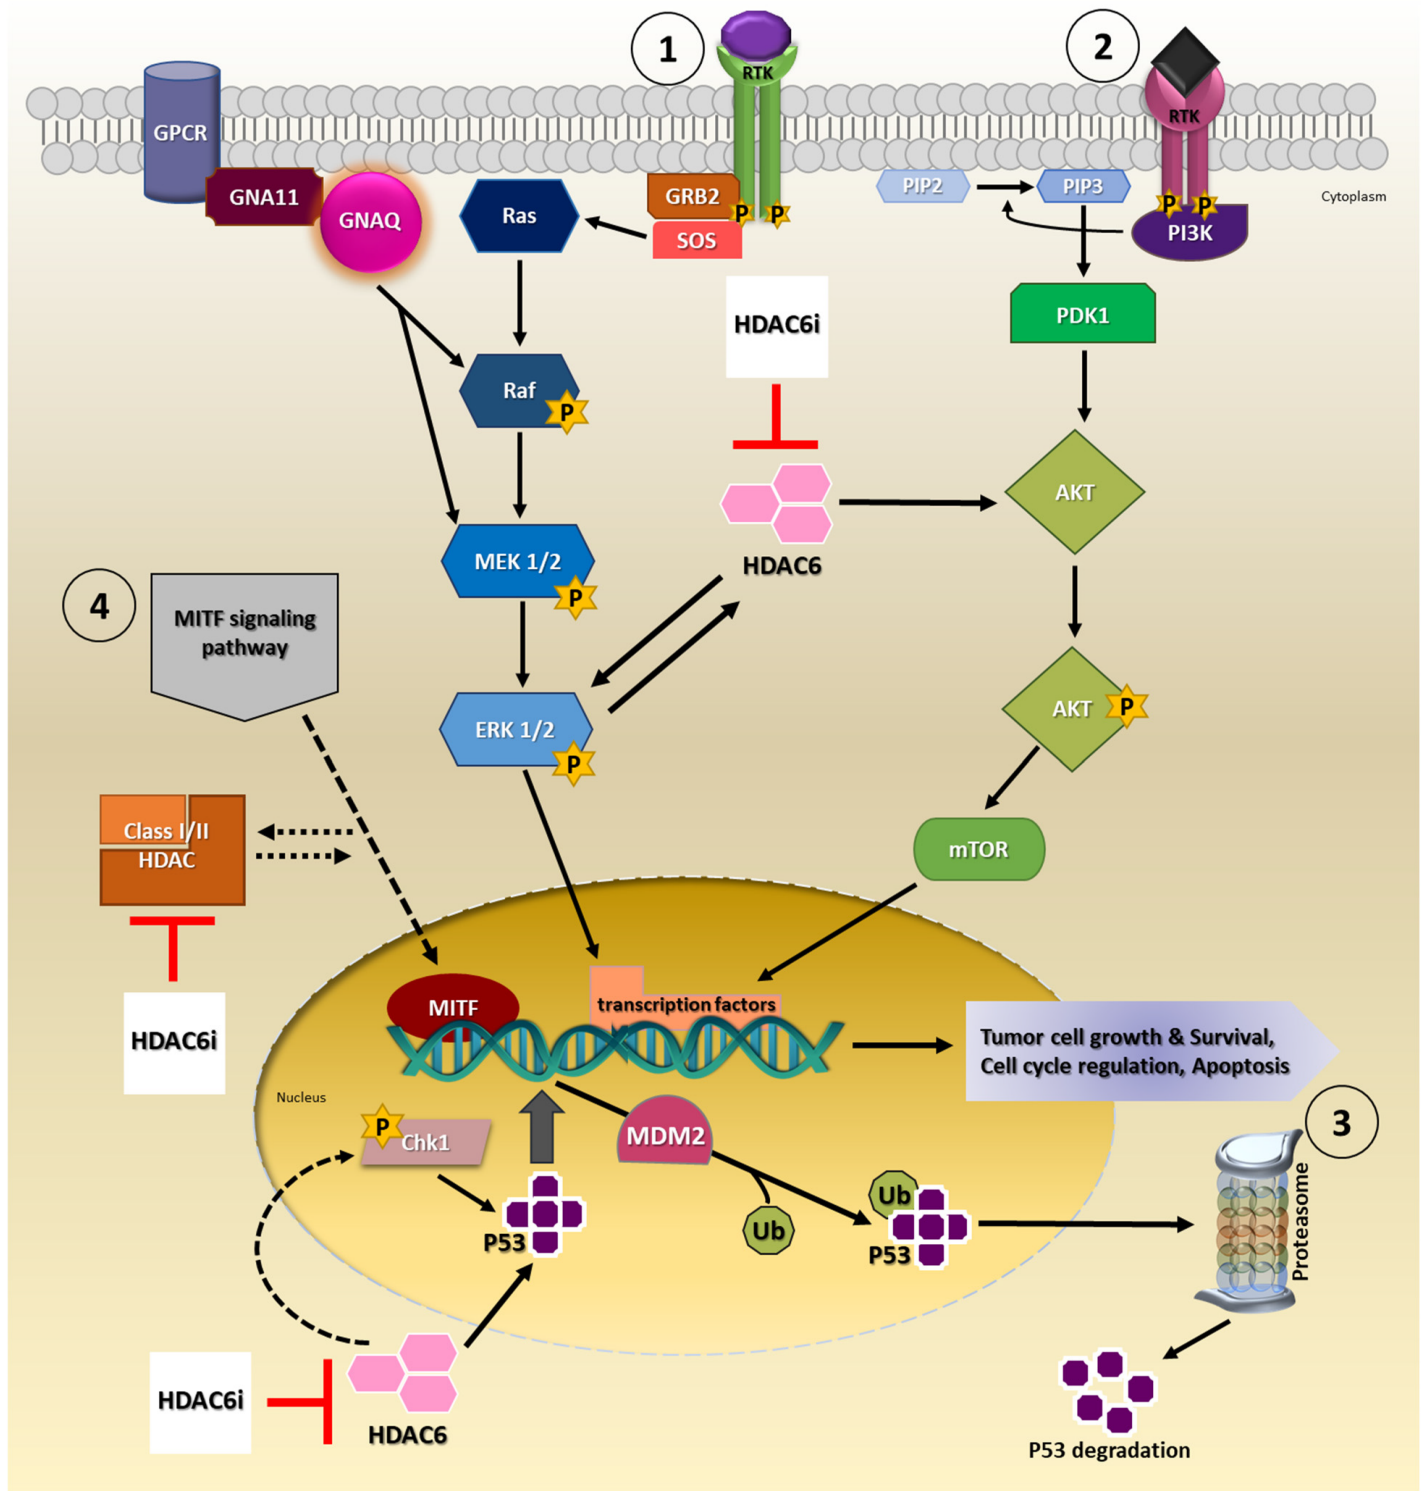 1
2
RTK
RTK
GPCR
GNA11
GNAQ
Ras
GRB2
P
P
SOS
PIP2
PIP3
P
P
PI3K
Cytoplasm
HDAC6i
PDK1
Raf
P
AKT
HDAC6
MEK 1/2
P
4
MITF signaling
pathway
ERK 1/2
P
AKT
P
Class I/II
HDAC
mTOR
HDAC6i
MITF
transcription factors
Tumor cell growth & Survival,
Cell cycle regulation, Apoptosis
Nucleus
P
Chk1
MDM2
3
Proteasome
P53
Ub
Ub
P53
HDAC6i
HDAC6
P53 degradation